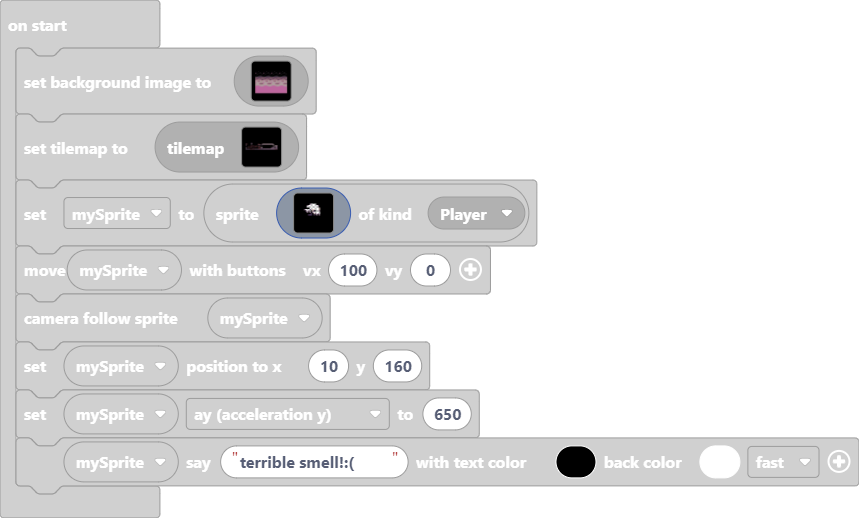 on start
set background image to
set tilemap to tilemap
set mySprite to sprite of kind Player
move mySprite with buttons vx 100 vy 0
camera follow sprite mySprite
set mySprite position to x 10 y 160
set mySprite ay (acceleration y) to 650
mySprite say "terrible smell!:( " with text color back color fast